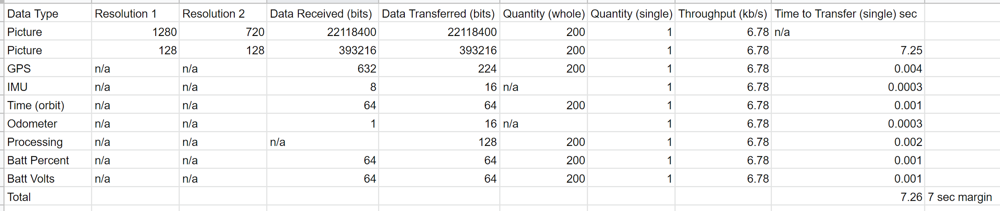 Data Type Resolution 1 Resolution 2 Data Received (bits) Data Transferred (bits) Quantity (whole) Quantity (single) Throughput (kb/s) Time to Transfer (single) sec
Picture 1280 720 22118400 22118400 200 1 6.78 n/a
Picture 128 128 393216 393216 200 1 6.78 7.25
GPS n/a n/a 632 224 200 1 6.78 0.004
IMU n/a n/a 8 16 n/a 1 6.78 0.0003
Time (orbit) n/a n/a 64 64 200 1 6.78 0.001
Odometer n/a n/a 1 16 n/a 1 6.78 0.0003
Processing n/a n/a n/a 128 200 1 6.78 0.002
Batt Percent n/a n/a 64 64 200 1 6.78 0.001
Batt Volts n/a n/a 64 64 200 1 6.78 0.001
Total 7.26 7 sec margin